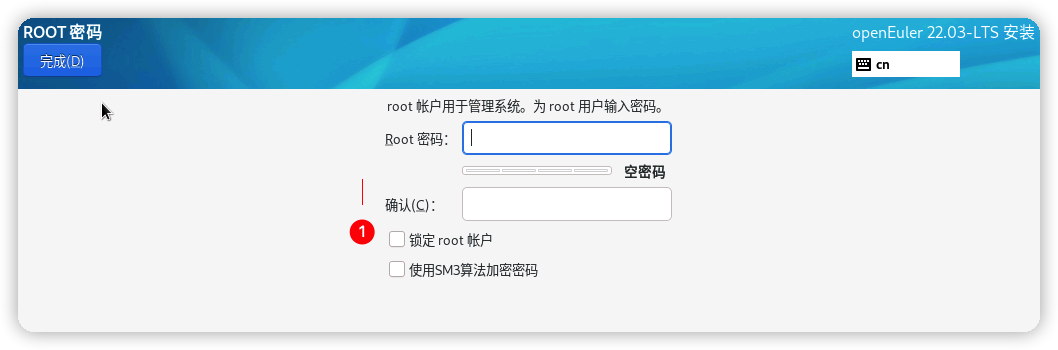 ROOT 密码
openEuler 22.03-LTS 安装
完成(D)
cn
root 帐户用于管理系统。为 root 用户输入密码。
Root 密码：
空密码
确认(C)：
1
锁定 root 帐户
使用SM3算法加密密码